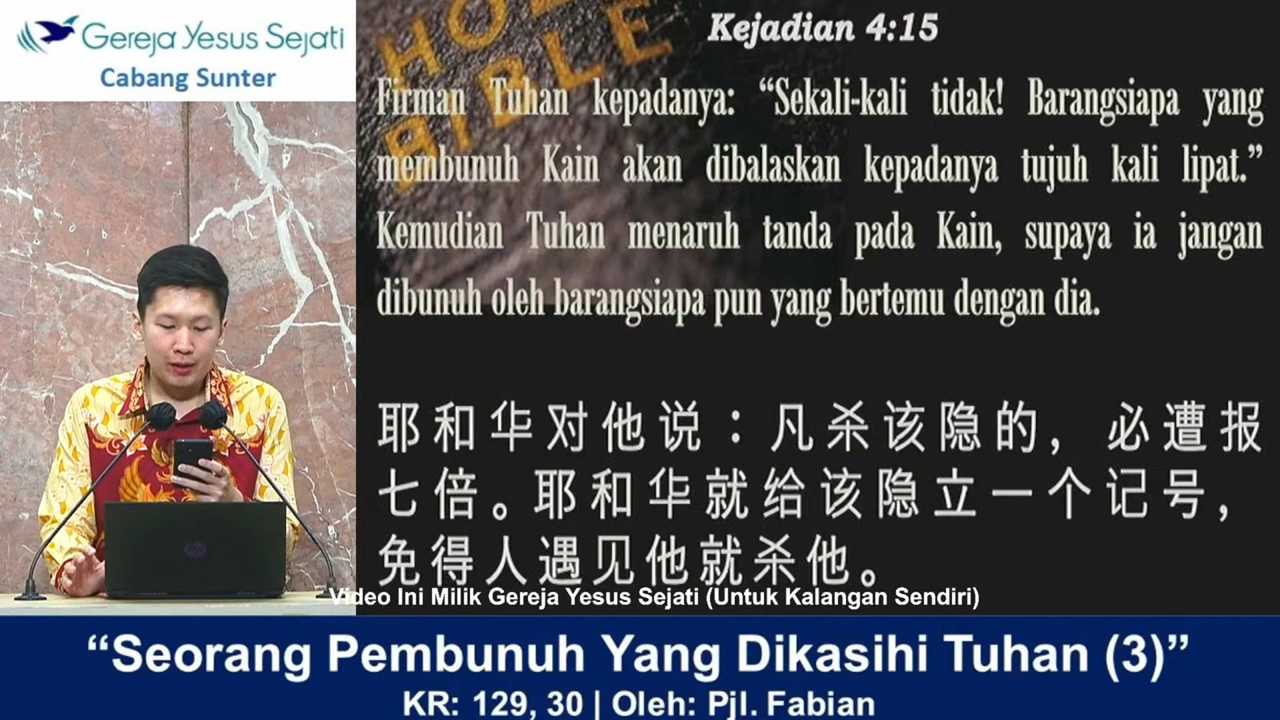 Gereja Yesus Sejati
Cabang Sunter
HOLY
BIBLE
Kejadian 4:15
Firman Tuhan kepadanya: “Sekali-kali tidak! Barangsiapa yang
membunuh Kain akan dibalaskan kepadanya tujuh kali lipat.”
Kemudian Tuhan menaruh tanda pada Kain, supaya ia jangan
dibunuh oleh barangsiapa pun yang bertemu dengan dia.
耶和华对他说：凡杀该隐的，必遭报
七倍。耶和华就给该隐立一个记号，
免得人遇见他就杀他。
Video Ini Milik Gereja Yesus Sejati (Untuk Kalangan Sendiri)
“Seorang Pembunuh Yang Dikasihi Tuhan (3)”
KR: 129, 30 | Oleh: Pjl. Fabian